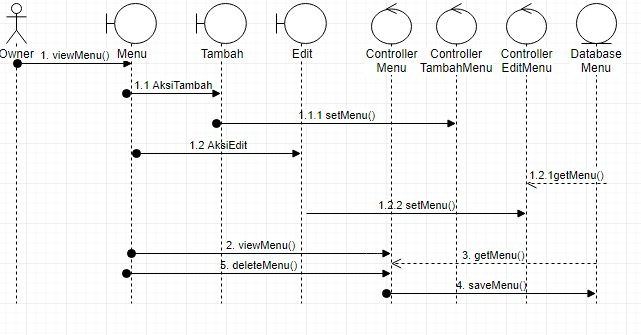 Owner
Menu
Tambah
Edit
Controller
Menu
Controller
TambahMenu
Controller
EditMenu
Database
Menu
1. viewMenu()
1.1 AksiTambah
1.1.1 setMenu()
1.2 AksiEdit
1.2.1getMenu()
1.2.2 setMenu()
2. viewMenu()
3. getMenu()
5. deleteMenu()
4. saveMenu()